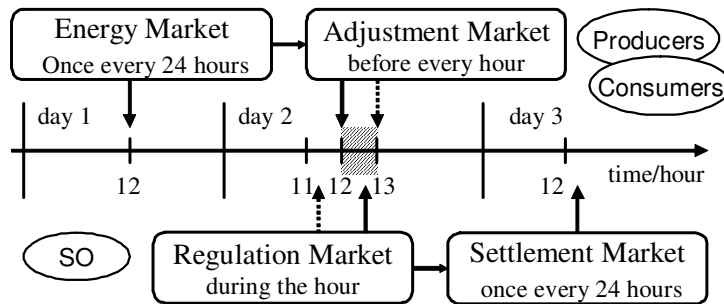 Energy Market
Once every 24 hours
Adjustment Market
before every hour
Producers
Consumers
day 1
day 2
day 3
12
11
12
13
12
time/hour
SO
Regulation Market
during the hour
Settlement Market
once every 24 hours